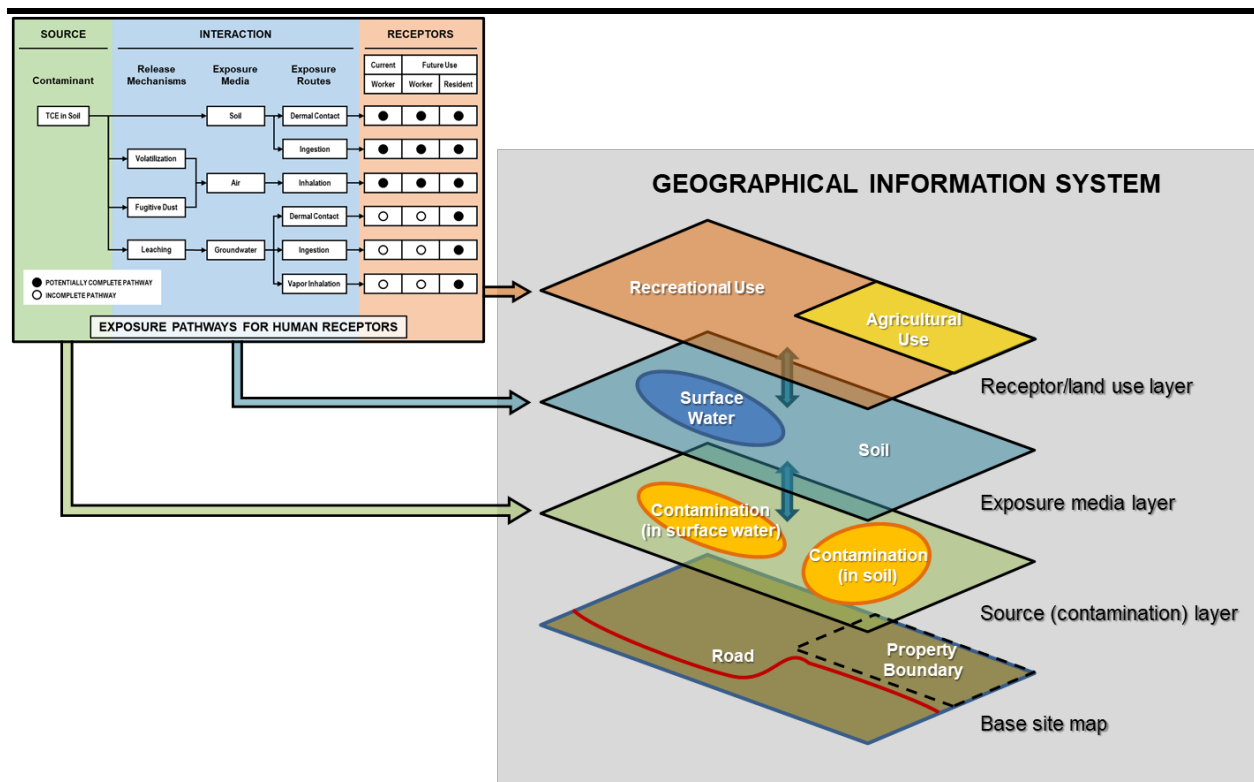 SOURCE
INTERACTION
RECEPTORS
Contaminant
Release
Mechanisms
Exposure
Media
Exposure
Routes
Current
Future Use
Worker
Worker
Resident
TCE in Soil
Soil
Dermal Contact
Ingestion
Volatilization
Air
Inhalation
Fugitive Dust
Dermal Contact
Leaching
Groundwater
Ingestion
Vapor Inhalation
POTENTIALLY COMPLETE PATHWAY
INCOMPLETE PATHWAY
EXPOSURE PATHWAYS FOR HUMAN RECEPTORS
GEOGRAPHICAL INFORMATION SYSTEM
Recreational Use
Agricultural
Use
Receptor/land use layer
Surface
Water
Soil
Exposure media layer
Contamination
(in surface water)
Contamination
(in soil)
Source (contamination) layer
Road
Property
Boundary
Base site map